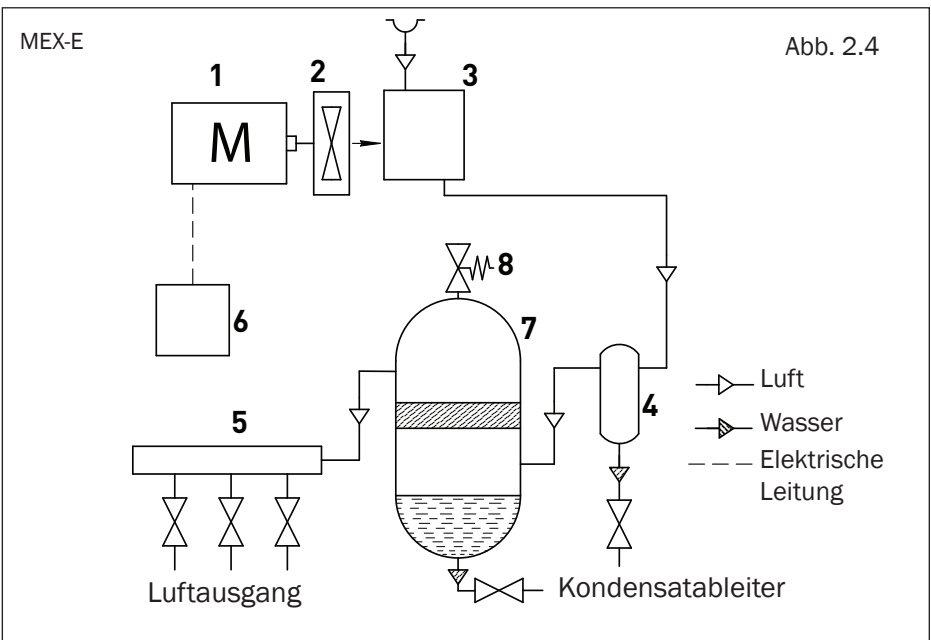 MEX-E
Abb. 2.4
1
2
3
M
6
8
7
4
5
Luft
Wasser
Elektrische
Leitung
Luftausgang
Kondensatableiter